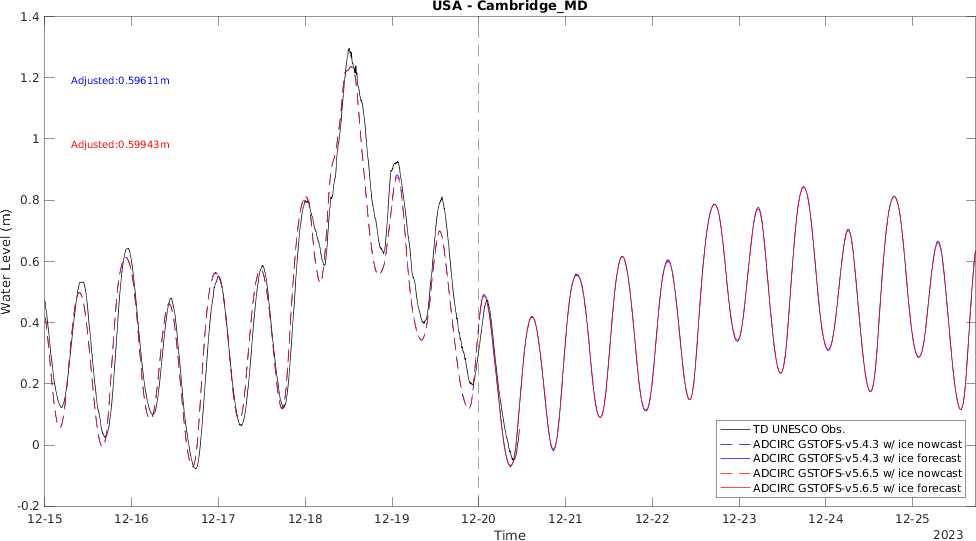 USA - Cambridge_MD
1.4
1.2
1
0.8
0.6
0.4
0.2
0
-0.2
Water Level (m)
Adjusted:0.59611m
Adjusted:0.59943m
TD UNESCO Obs.
ADCIRC GSTOFS-v5.4.3 w/ ice nowcast
ADCIRC GSTOFS-v5.4.3 w/ ice forecast
ADCIRC GSTOFS-v5.6.5 w/ ice nowcast
ADCIRC GSTOFS-v5.6.5 w/ ice forecast
12-15 12-16 12-17 12-18 12-19 12-20 12-21 12-22 12-23 12-24 12-25
Time
2023